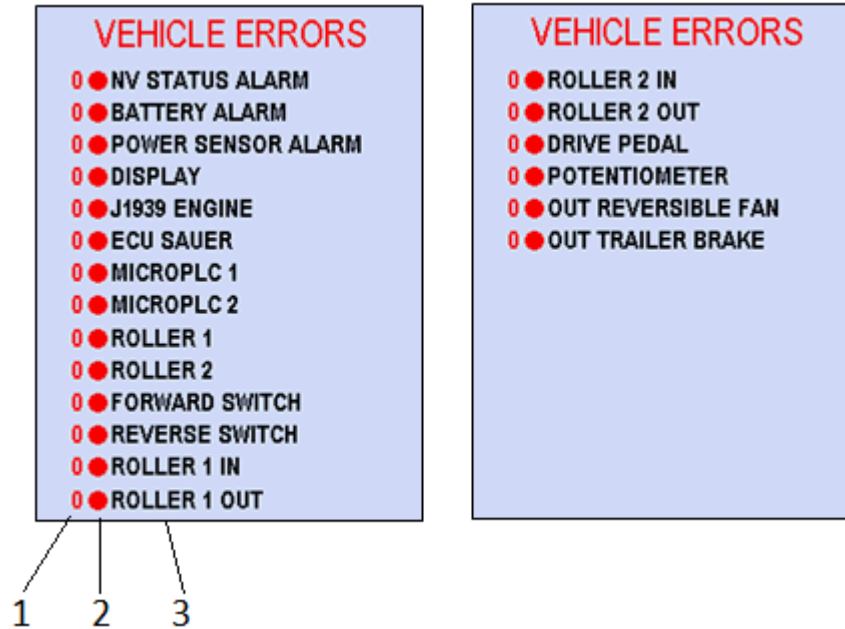 VEHICLE ERRORS
0 NV STATUS ALARM
0 BATTERY ALARM
0 POWER SENSOR ALARM
0 DISPLAY
0 J1939 ENGINE
0 ECU SAUER
0 MICROPLC 1
0 MICROPLC 2
0 ROLLER 1
0 ROLLER 2
0 FORWARD SWITCH
0 REVERSE SWITCH
0 ROLLER 1 IN
0 ROLLER 1 OUT
1 2 3
VEHICLE ERRORS
0 ROLLER 2 IN
0 ROLLER 2 OUT
0 DRIVE PEDAL
0 POTENTIOMETER
0 OUT REVERSIBLE FAN
0 OUT TRAILER BRAKE